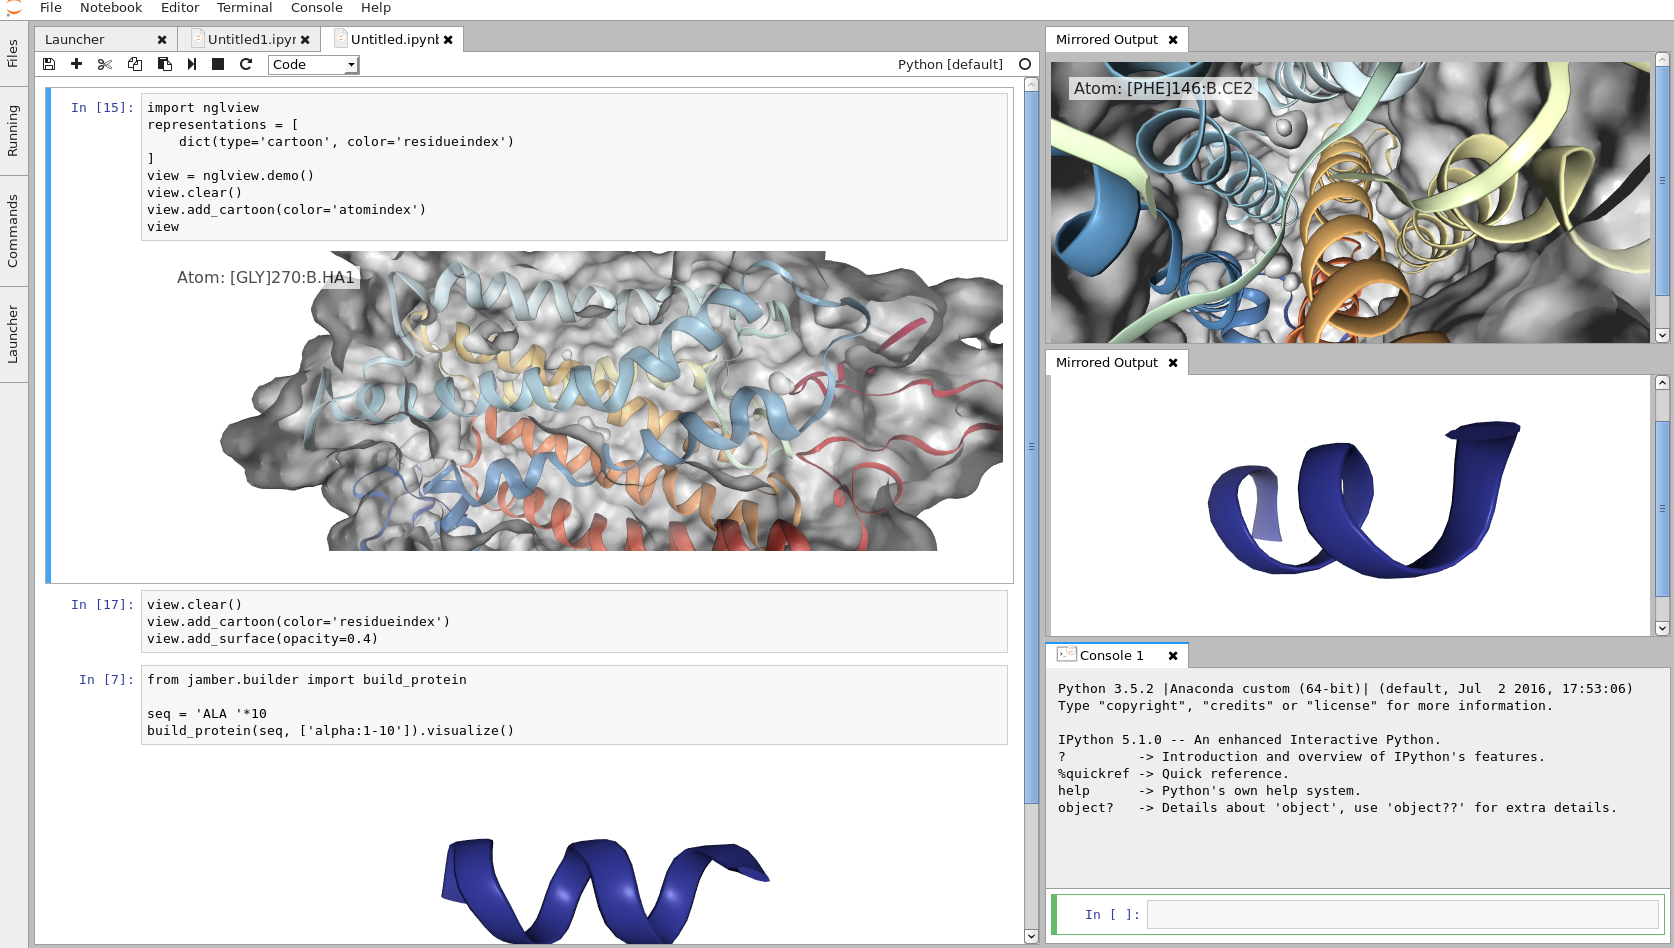 File Notebook Editor Terminal Console Help
Files
Running
Commands
Launcher
Launcher
Untitled1.ipyn
Untitled.ipynb
Code
Python [default]
In [15]:
import nglview
representations = [
    dict(type='cartoon', color='residueindex')
]
view = nglview.demo()
view.clear()
view.add_cartoon(color='atomindex')
view
Atom: [GLY]270:B.HA1
In [17]:
view.clear()
view.add_cartoon(color='residueindex')
view.add_surface(opacity=0.4)
In [7]:
from jamber.builder import build_protein
seq = 'ALA '*10
build_protein(seq, ['alpha:1-10']).visualize()
Mirrored Output
Atom: [PHE]146:B.CE2
Mirrored Output
Console 1
Python 3.5.2 |Anaconda custom (64-bit)| (default, Jul  2 2016, 17:53:06)
Type "copyright", "credits" or "license" for more information.
IPython 5.1.0 -- An enhanced Interactive Python.
?         -> Introduction and overview of IPython's features.
%quickref -> Quick reference.
help      -> Python's own help system.
object?   -> Details about 'object', use 'object??' for extra details.
In [ ]: